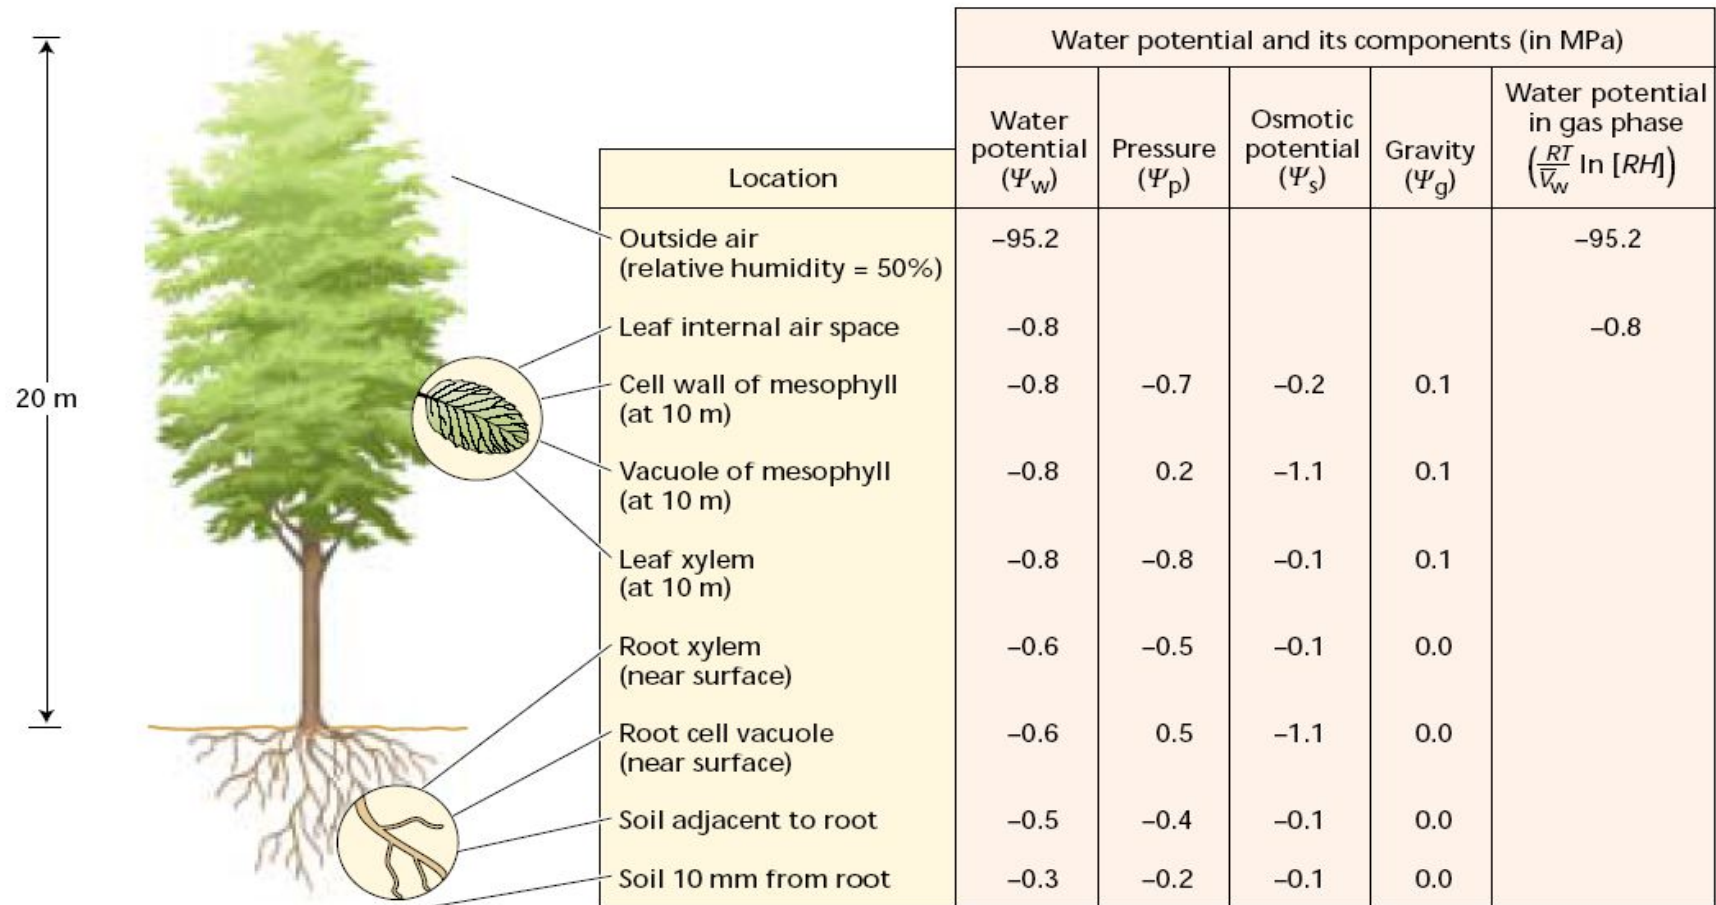 Water potential and its components (in MPa)
Location
Water
potential
(Ψw)
Pressure
(Ψp)
Osmotic
potential
(Ψs)
Gravity
(Ψg)
Water potential
in gas phase
(RT/V̅w ln [RH])
20 m
Outside air
(relative humidity = 50%)
–95.2 –95.2
Leaf internal air space –0.8 –0.8
Cell wall of mesophyll –0.8 –0.7 –0.2 0.1
(at 10 m)
Vacuole of mesophyll –0.8 0.2 –1.1 0.1
(at 10 m)
Leaf xylem –0.8 –0.8 –0.1 0.1
(at 10 m)
Root xylem –0.6 –0.5 –0.1 0.0
(near surface)
Root cell vacuole –0.6 0.5 –1.1 0.0
(near surface)
Soil adjacent to root –0.5 –0.4 –0.1 0.0
Soil 10 mm from root –0.3 –0.2 –0.1 0.0